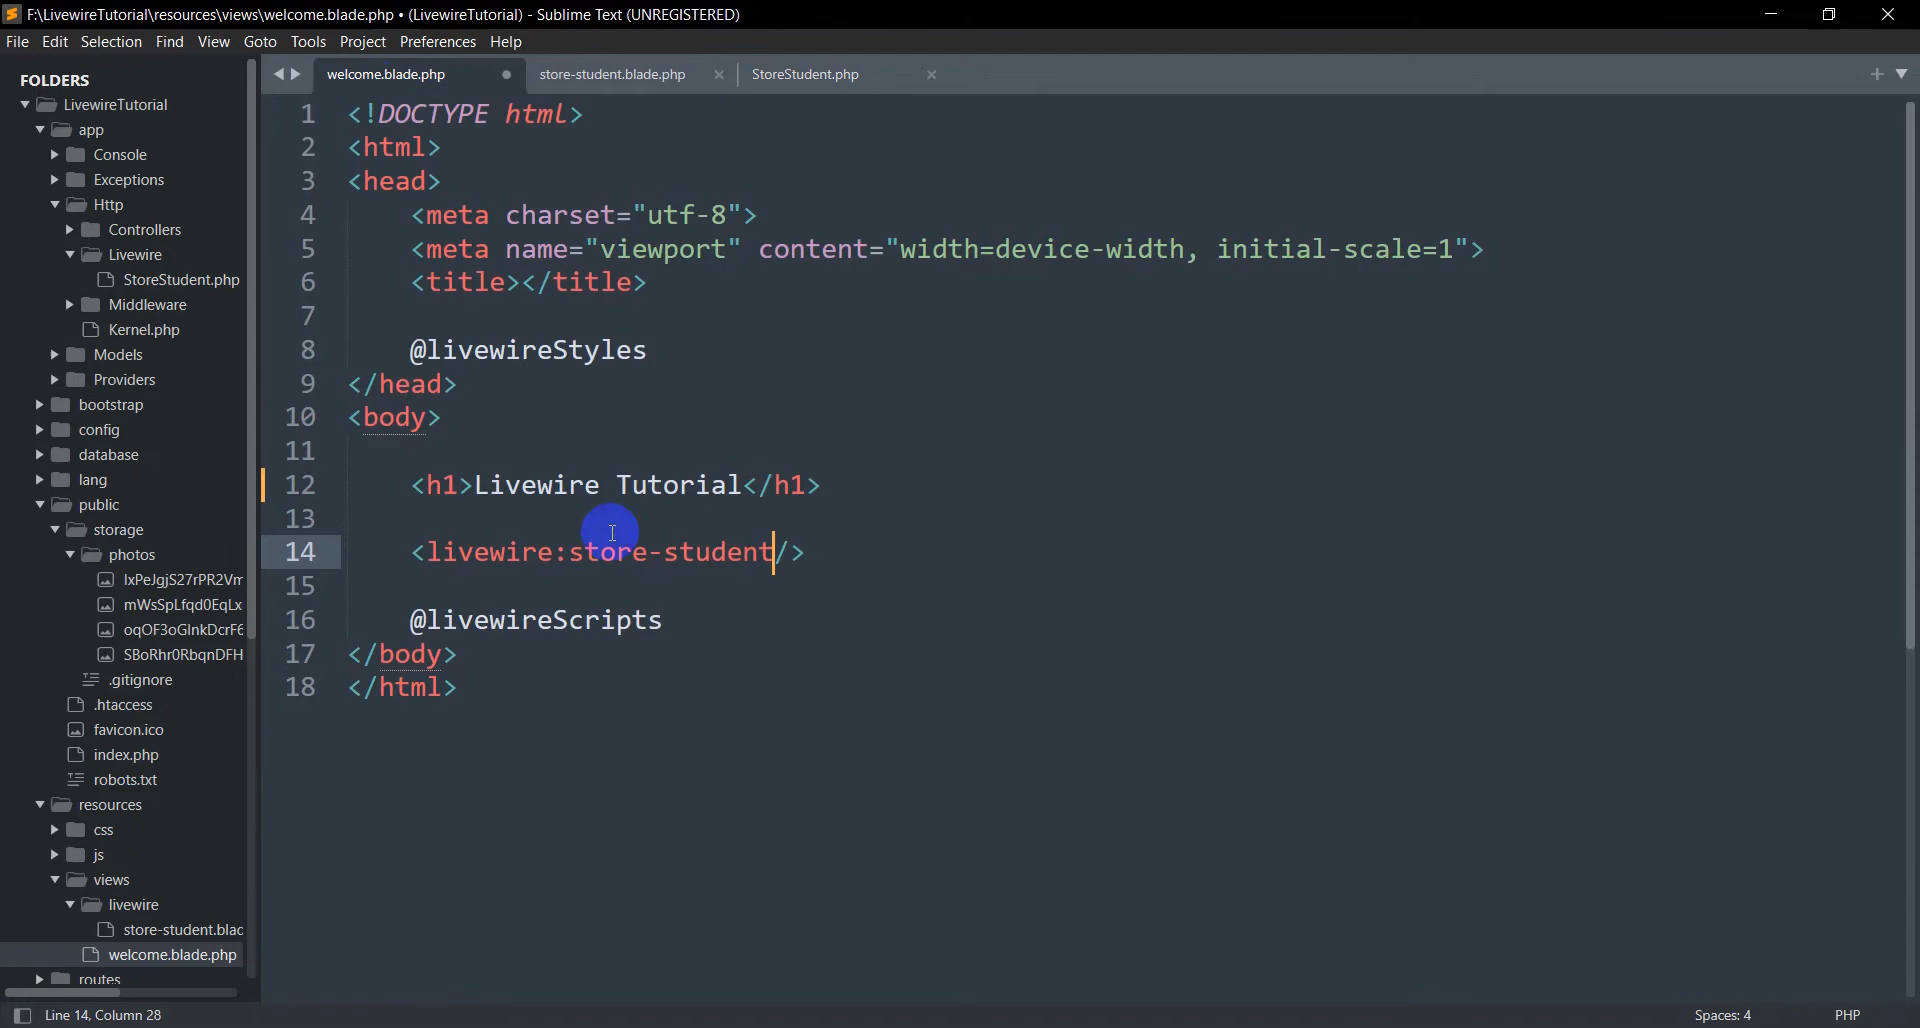 F:\LivewireTutorial\resources\views\welcome.blade.php • (LivewireTutorial) - Sublime Text (UNREGISTERED)
File Edit Selection Find View Goto Tools Project Preferences Help
FOLDERS
LivewireTutorial
app
Console
Exceptions
Http
Controllers
Livewire
StoreStudent.php
Middleware
Kernel.php
Models
Providers
bootstrap
config
database
lang
public
storage
photos
IxPeJgjS27rPR2Vm
mWsSpLfqd0EqLx
oqOF3oGInkDcrF6
SBoRhr0RbqnDFH
.gitignore
.htaccess
favicon.ico
index.php
robots.txt
resources
css
js
views
livewire
store-student.blad
welcome.blade.php
routes
welcome.blade.php store-student.blade.php StoreStudent.php
1 <!DOCTYPE html>
2 <html>
3 <head>
4 <meta charset="utf-8">
5 <meta name="viewport" content="width=device-width, initial-scale=1">
6 <title></title>
7
8 @livewireStyles
9 </head>
10 <body>
11
12 <h1>Livewire Tutorial</h1>
13
14 <livewire:store-student/>
15
16 @livewireScripts
17 </body>
18 </html>
Line 14, Column 28 Spaces: 4 PHP